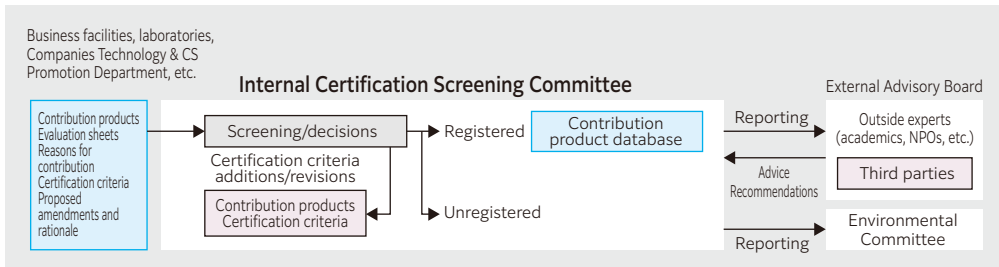 Business facilities, laboratories,
Companies Technology & CS
Promotion Department, etc.
Contribution products
Evaluation sheets
Reasons for
contribution
Certification criteria
Proposed
amendments and
rationale
Internal Certification Screening Committee
Screening/decisions
Certification criteria
additions/revisions
Contribution products
Certification criteria
Registered
Unregistered
Contribution
product database
Reporting
Advice
Recommendations
Reporting
External Advisory Board
Outside experts
(academics, NPOs, etc.)
Third parties
Environmental
Committee